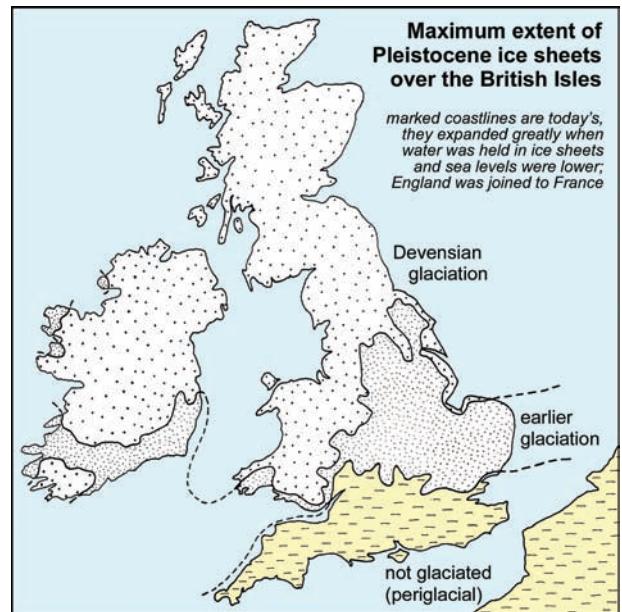 Maximum extent of
Pleistocene ice sheets
over the British Isles
marked coastlines are today's,
they expanded greatly when
water was held in ice sheets
and sea levels were lower;
England was joined to France
Devensian
glaciation
earlier
glaciation
not glaciated
(periglacial)